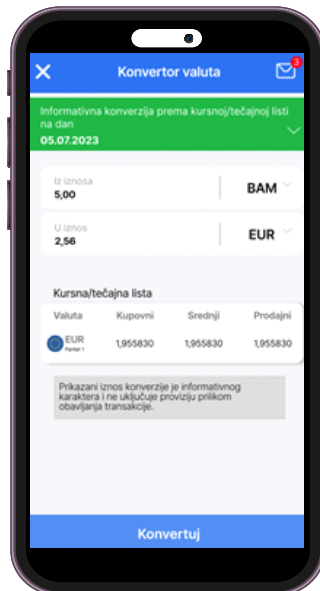 Konvertor valuta
3
Informativna konverzija prema kursnoj/tečajnoj listi
na dan
05.07.2023
Iz iznosa
5,00
BAM
U iznos
2,56
EUR
Kursna/tečajna lista
Valuta Kupovni Srednji Prodajni
EUR 1,955830 1,955830 1,955830
Paritet 1
Prikazani iznos konverzije je informativnog
karaktera i ne uključuje proviziju prilikom
obavljanja transakcije.
Konvertuj